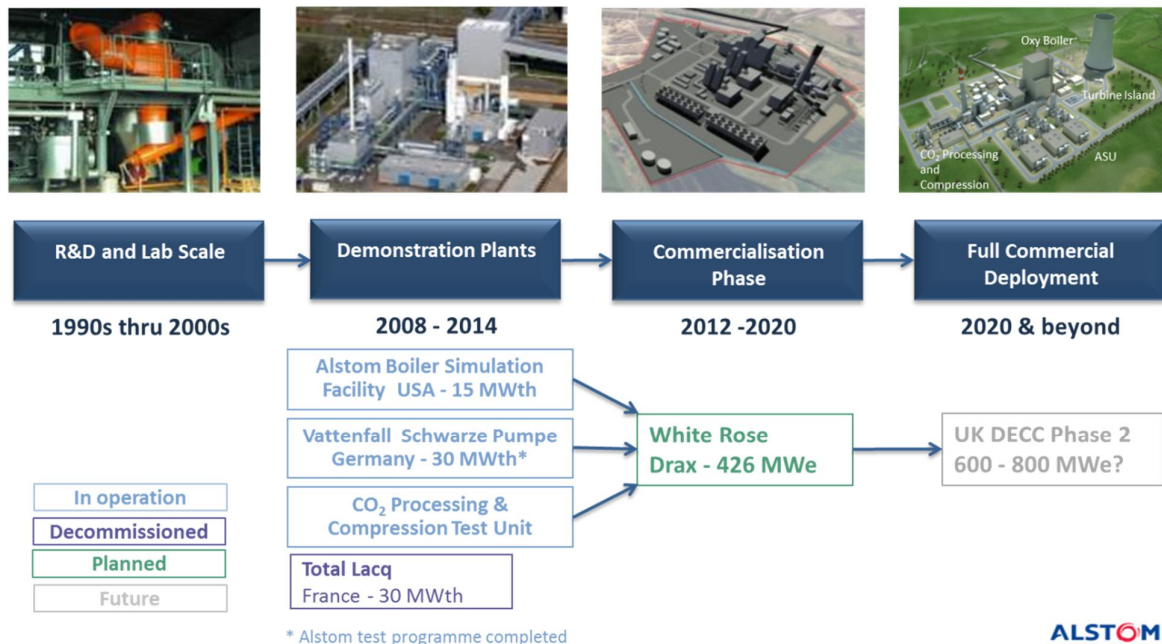 Oxy Boiler
Turbine Island
CO₂ Processing
and
Compression
ASU
R&D and Lab Scale
Demonstration Plants
Commercialisation
Phase
Full Commercial
Deployment
1990s thru 2000s
2008 - 2014
2012 -2020
2020 & beyond
Alstom Boiler Simulation
Facility USA - 15 MWth
Vattenfall Schwarze Pumpe
Germany - 30 MWth*
CO₂ Processing &
Compression Test Unit
Total Lacq
France - 30 MWth
White Rose
Drax - 426 MWe
UK DECC Phase 2
600 - 800 MWe?
In operation
Decommissioned
Planned
Future
* Alstom test programme completed
ALSTOM